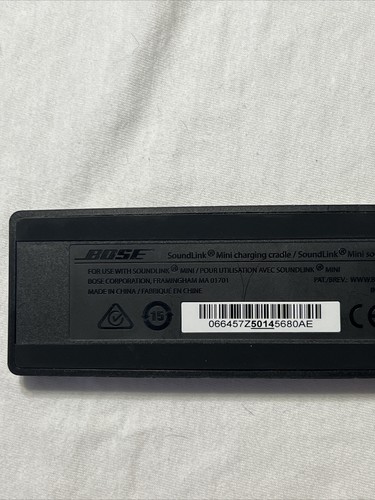 BOSE SoundLink® Mini charging cradle / SoundLink® Mini
FOR USE WITH SOUNDLINK® MINI / POUR UTILISATION AVEC SOUNDLINK® MINI
BOSE CORPORATION, FRAMINGHAM MA 01701 PAT./BREV.:
MADE IN CHINA / FABRIQUÉ EN CHINE
15
066457Z50145680AE